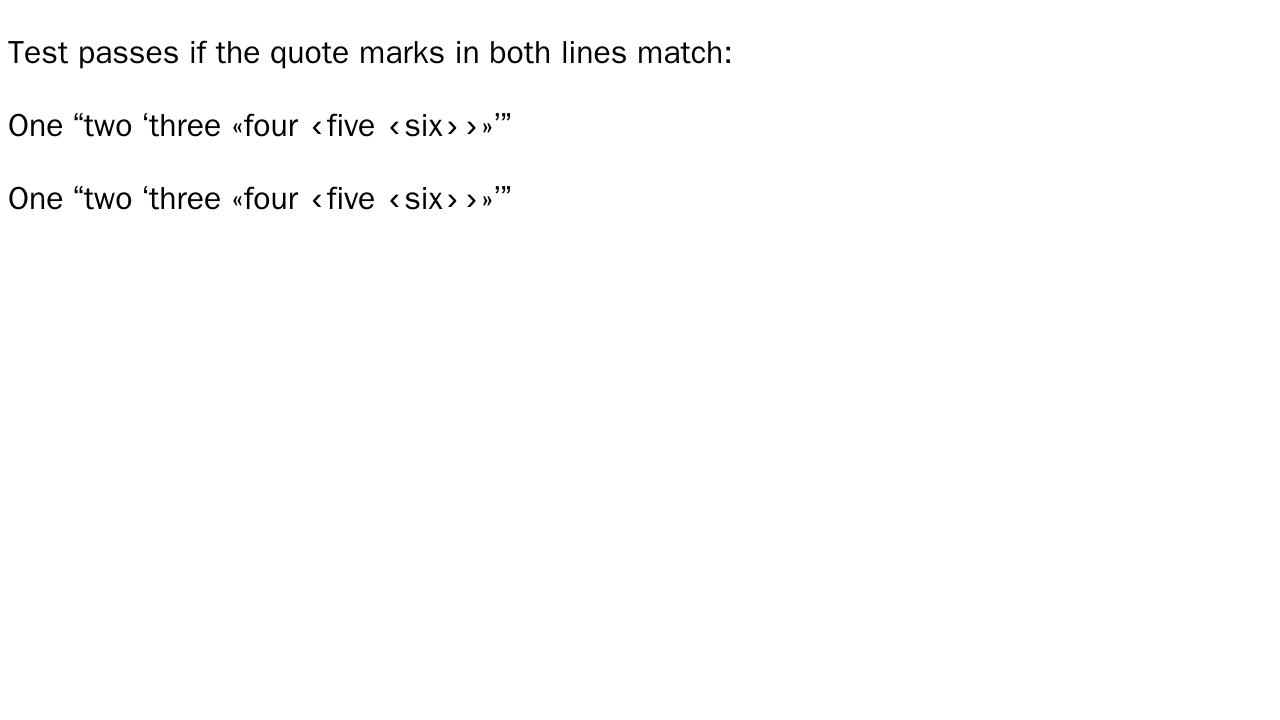 Test passes if the quote marks in both lines match:
One “two ‘three «four ‹five ‹six››»’”
One “two ‘three «four ‹five ‹six››»’”